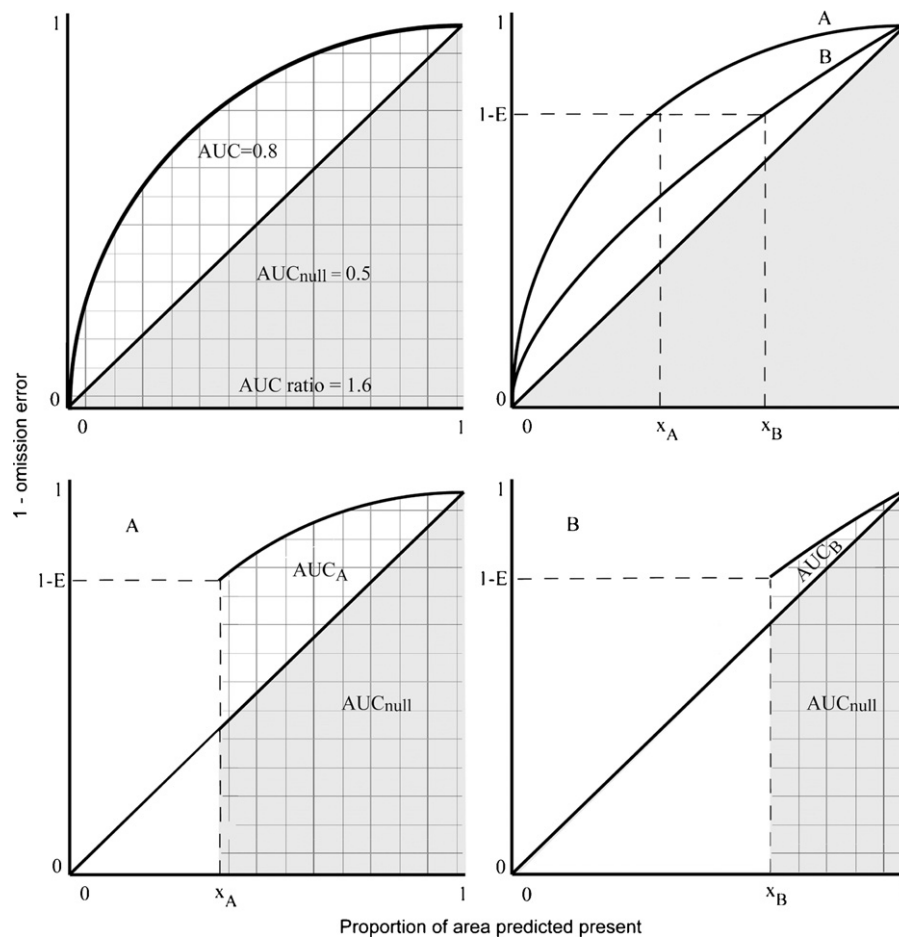 1
AUC=0.8
AUCnull = 0.5
AUC ratio = 1.6
0
0
1
1
A
B
1-E
0
0
xA
xB
1 - omission error
1
A
1-E
AUCA
AUCnull
0
0
xA
1
1
B
1-E
AUCB
AUCnull
0
0
xB
Proportion of area predicted present